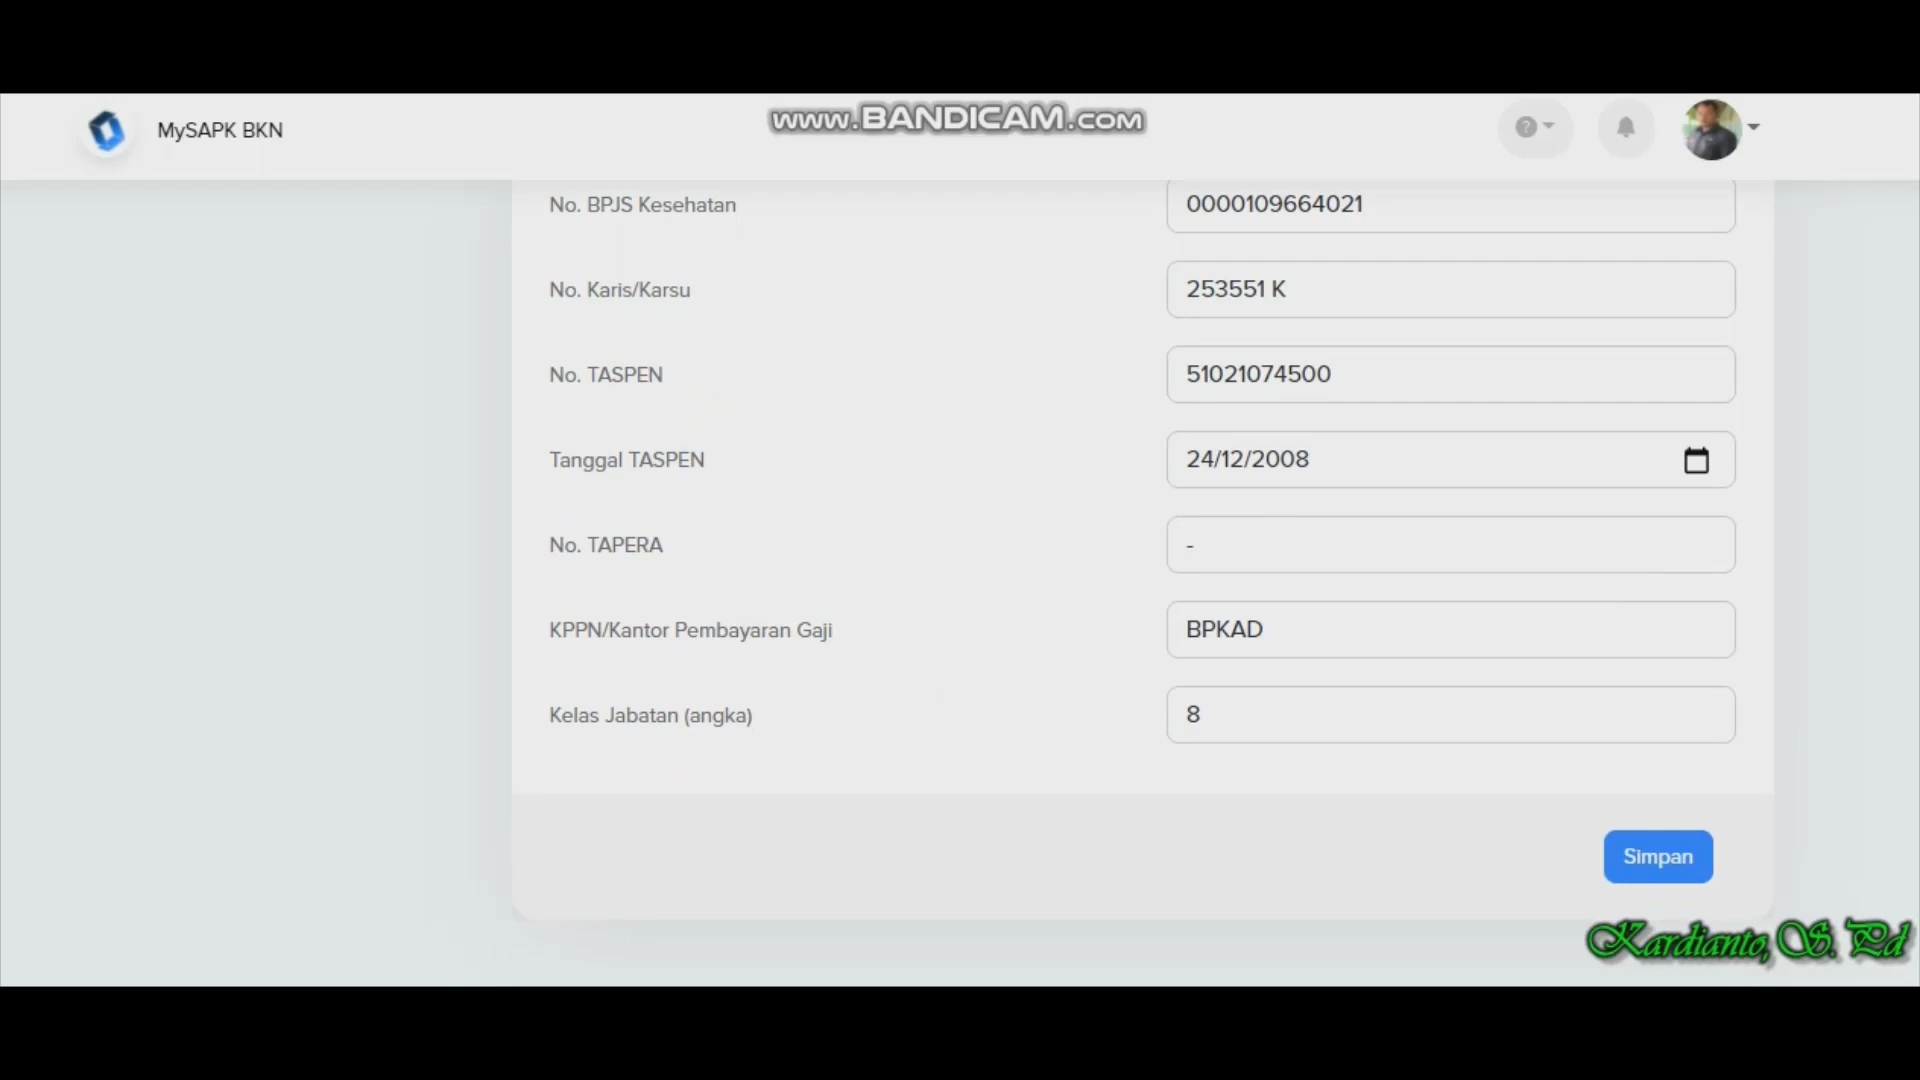 MySAPK BKN
www.BANDICAM.com
No. BPJS Kesehatan
0000109664021
No. Karis/Karsu
253551 K
No. TASPEN
51021074500
Tanggal TASPEN
24/12/2008
No. TAPERA
-
KPPN/Kantor Pembayaran Gaji
BPKAD
Kelas Jabatan (angka)
8
Simpan
Kardianto, S. Pd